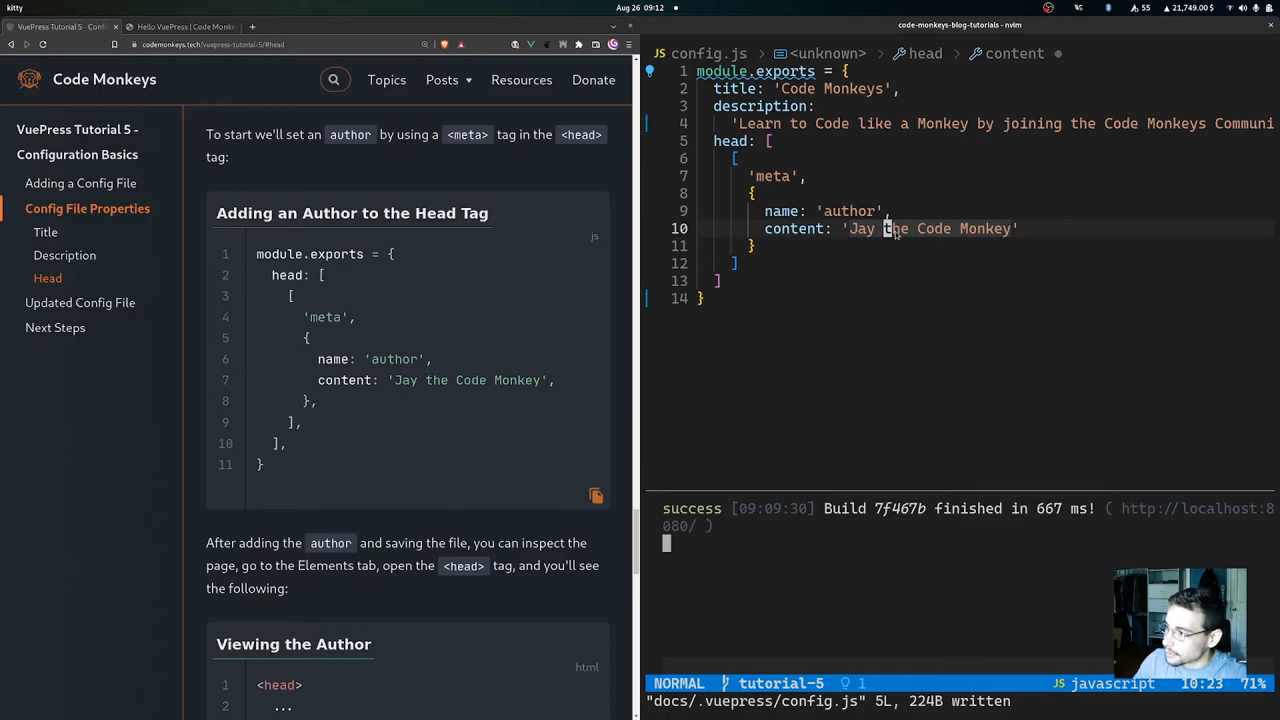 kitty
Aug 26 09:12
55
21,749.00 $
VuePress Tutorial 5 - Confi
Hello VuePress | Code Monk
codemonkeys.tech/vuepress-tutorial-5/#head
Code Monkeys
Topics
Posts
Resources
Donate
VuePress Tutorial 5 -
Configuration Basics
Adding a Config File
Config File Properties
Title
Description
Head
Updated Config File
Next Steps
To start we'll set an author by using a <meta> tag in the <head>
tag:
Adding an Author to the Head Tag
js
1 module.exports = {
2 head: [
3 [
4 'meta',
5 {
6 name: 'author',
7 content: 'Jay the Code Monkey',
8 },
9 ],
10 ],
11 }
After adding the author and saving the file, you can inspect the
page, go to the Elements tab, open the <head> tag, and you'll see
the following:
Viewing the Author
html
1 <head>
2 ...
code-monkeys-blog-tutorials - nvim
JS config.js > <unknown> > head > content
1 module.exports = {
2 title: 'Code Monkeys',
3 description:
4 'Learn to Code like a Monkey by joining the Code Monkeys Communi
5 head: [
6 [
7 'meta',
8 {
9 name: 'author',
10 content: 'Jay the Code Monkey'
11 }
12 ]
13 ]
14 }
success [09:09:30] Build 7f467b finished in 667 ms! ( http://localhost:8
080/ )
NORMAL tutorial-5 1 JS javascript 10:23 71%
"docs/.vuepress/config.js" 5L, 224B written